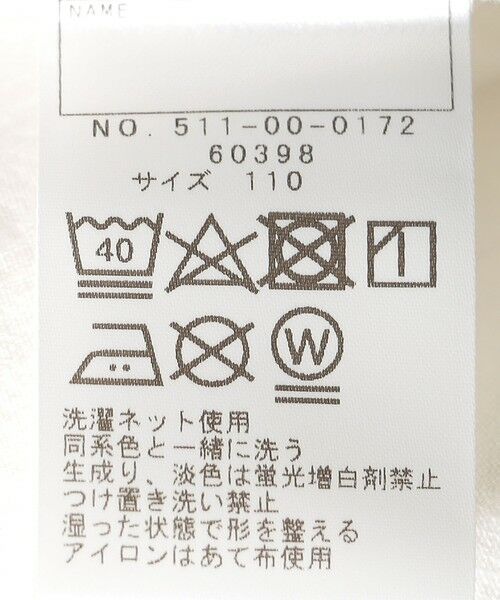 NAME
NO. 511-00-0172
60398
サイズ 110
40
W
洗濯ネット使用
同系色と一緒に洗う
生成り、淡色は蛍光増白剤禁止
つけ置き洗い禁止
湿った状態で形を整える
アイロンはあて布使用